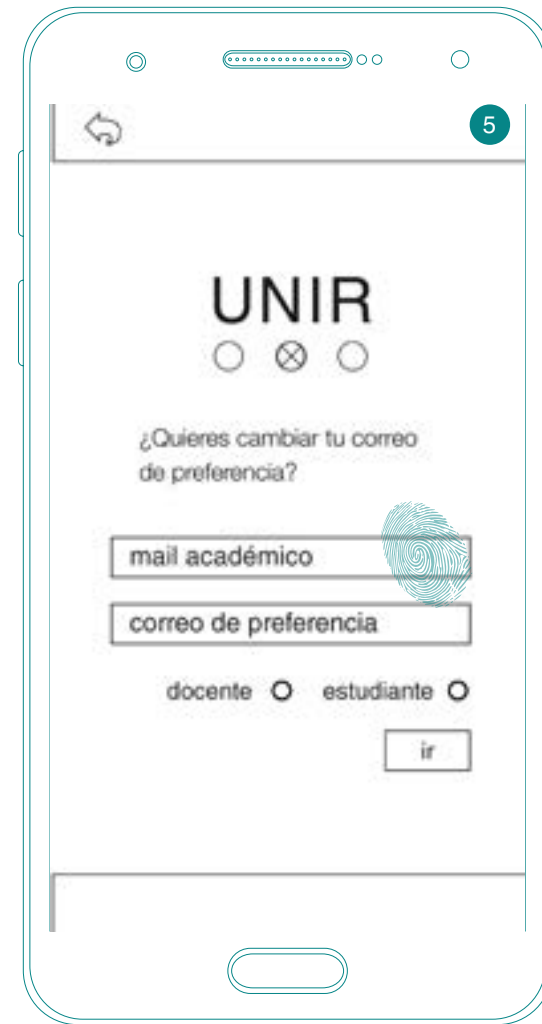 5
UNIR
¿Quieres cambiar tu correo
de preferencia?
mail académico
correo de preferencia
docente estudiante
ir